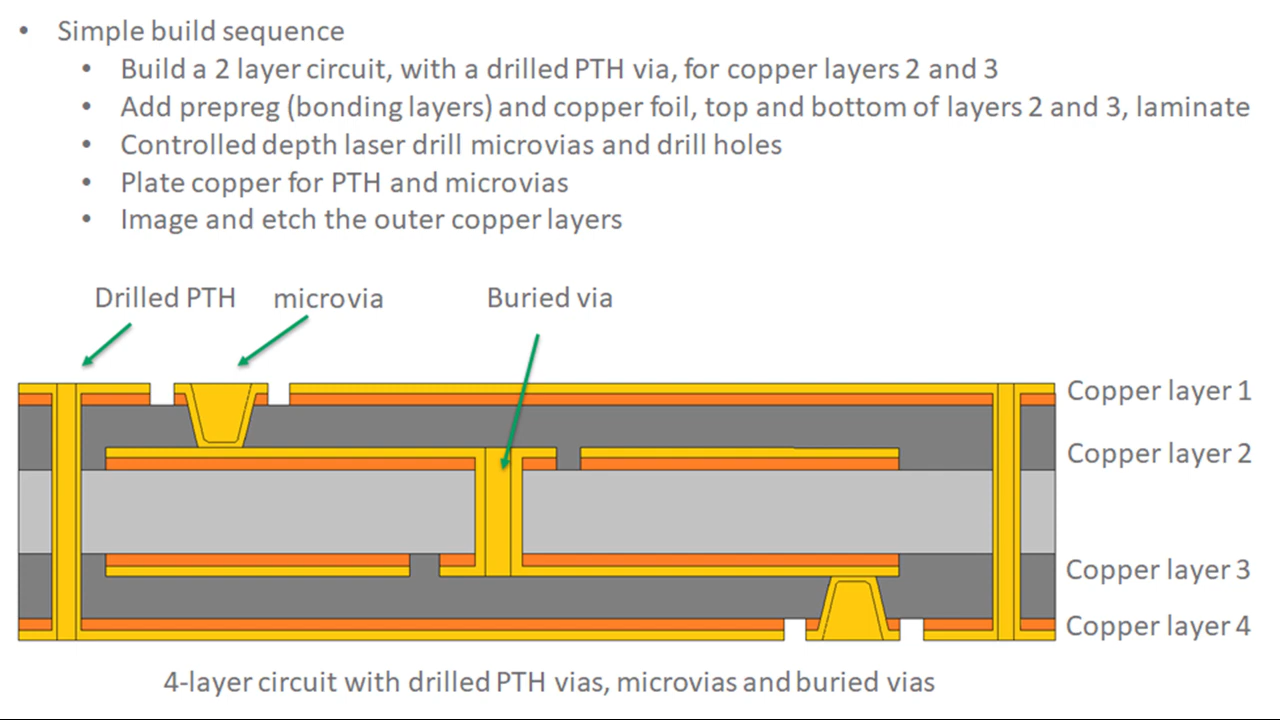 • Simple build sequence
• Build a 2 layer circuit, with a drilled PTH via, for copper layers 2 and 3
• Add prepreg (bonding layers) and copper foil, top and bottom of layers 2 and 3, laminate
• Controlled depth laser drill microvias and drill holes
• Plate copper for PTH and microvias
• Image and etch the outer copper layers
Drilled PTH microvia Buried via
Copper layer 1
Copper layer 2
Copper layer 3
Copper layer 4
4-layer circuit with drilled PTH vias, microvias and buried vias